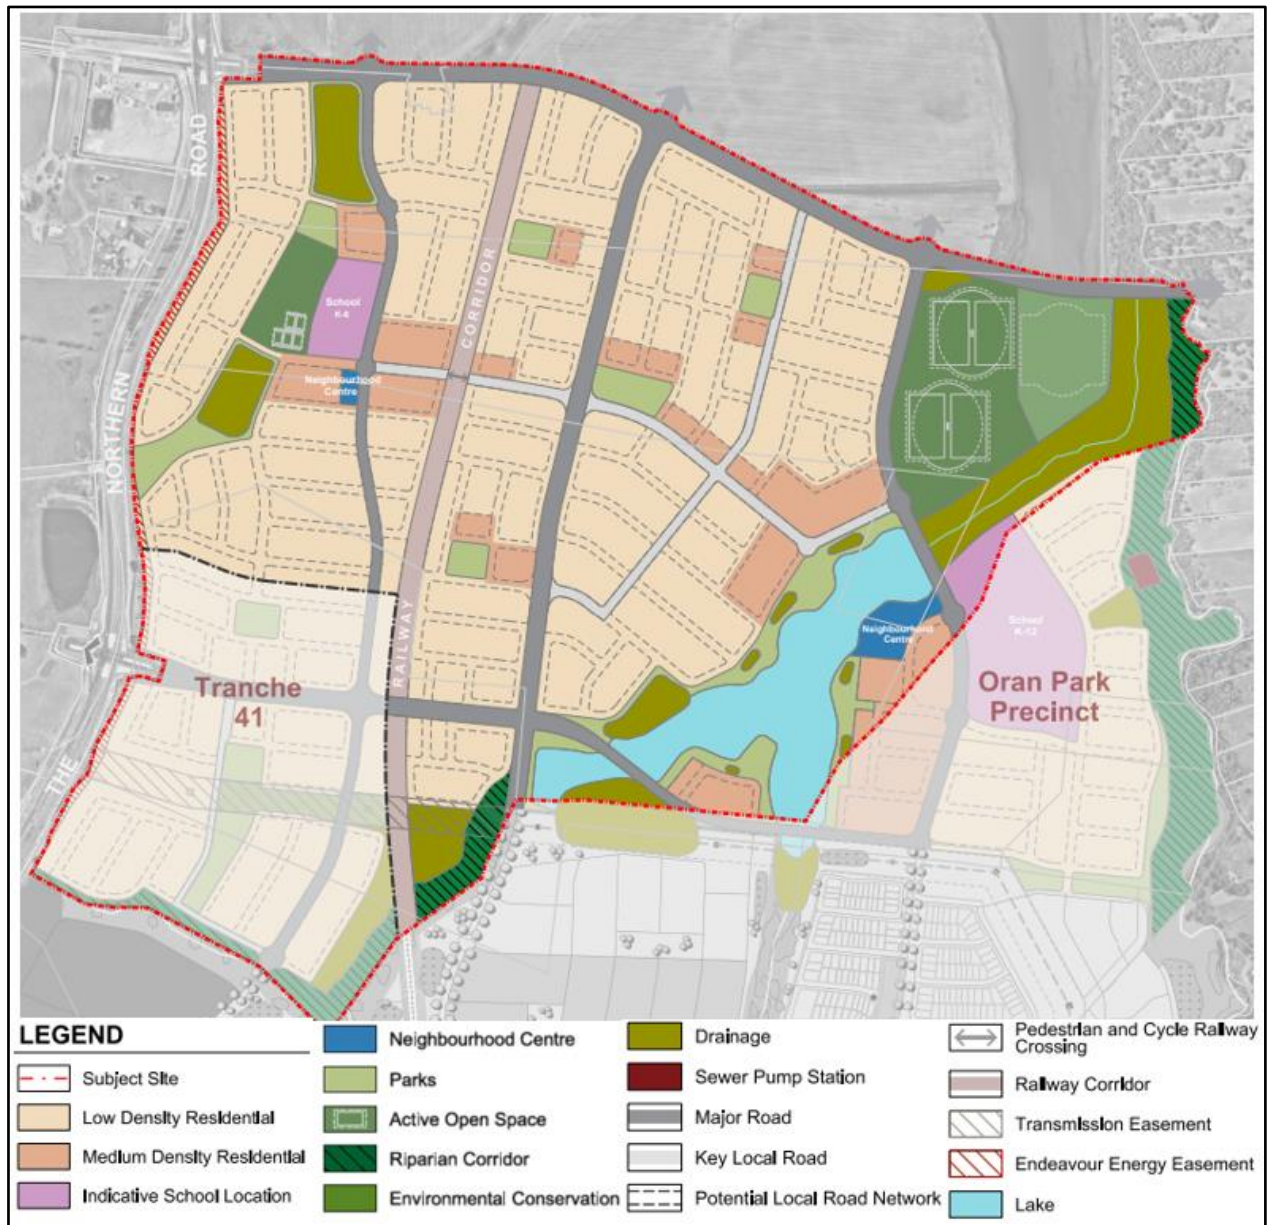 ROAD
NORTHERN
THE
CORRIDOR
RAILWAY
School
K-6
Neighbourhood
Centre
Neighbourhood
Centre
School
K-12
Tranche
41
Oran Park
Precinct
LEGEND
Subject Site
Low Density Residential
Medium Density Residential
Indicative School Location
Neighbourhood Centre
Parks
Active Open Space
Riparian Corridor
Environmental Conservation
Drainage
Sewer Pump Station
Major Road
Key Local Road
Potential Local Road Network
Pedestrian and Cycle Railway
Crossing
Railway Corridor
Transmission Easement
Endeavour Energy Easement
Lake